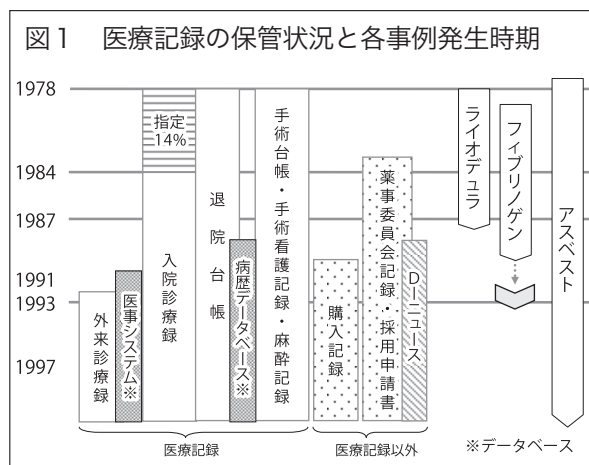 図1 医療記録の保管状況と各事例発生時期
1978
1984
1987
1991
1993
1997
外来診療録
医事システム※
指定
14%
入院診療録
退院台帳
病歴データベース※
手術台帳・手術看護記録・麻酔記録
購入記録
薬事委員会記録・採用申請書
DIニュース
ライオデュラ
フィブリノゲン
アスベスト
医療記録
医療記録以外
※データベース